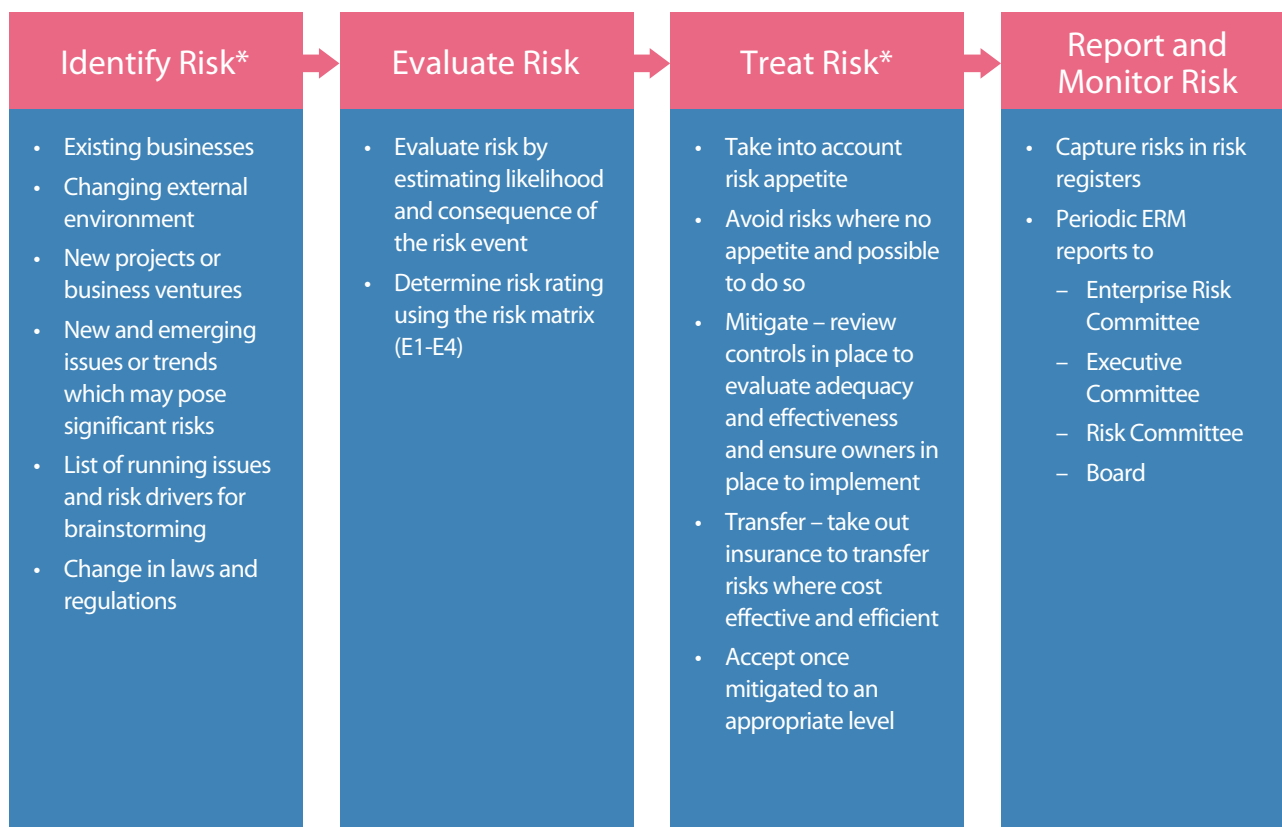 Identify Risk*
• Existing businesses
• Changing external
environment
• New projects or
business ventures
• New and emerging
issues or trends
which may pose
significant risks
• List of running issues
and risk drivers for
brainstorming
• Change in laws and
regulations
Evaluate Risk
• Evaluate risk by
estimating likelihood
and consequence of
the risk event
• Determine risk rating
using the risk matrix
(E1-E4)
Treat Risk*
• Take into account
risk appetite
• Avoid risks where no
appetite and possible
to do so
• Mitigate – review
controls in place to
evaluate adequacy
and effectiveness
and ensure owners in
place to implement
• Transfer – take out
insurance to transfer
risks where cost
effective and efficient
• Accept once
mitigated to an
appropriate level
Report and
Monitor Risk
• Capture risks in risk
registers
• Periodic ERM
reports to
– Enterprise Risk
Committee
– Executive
Committee
– Risk Committee
– Board